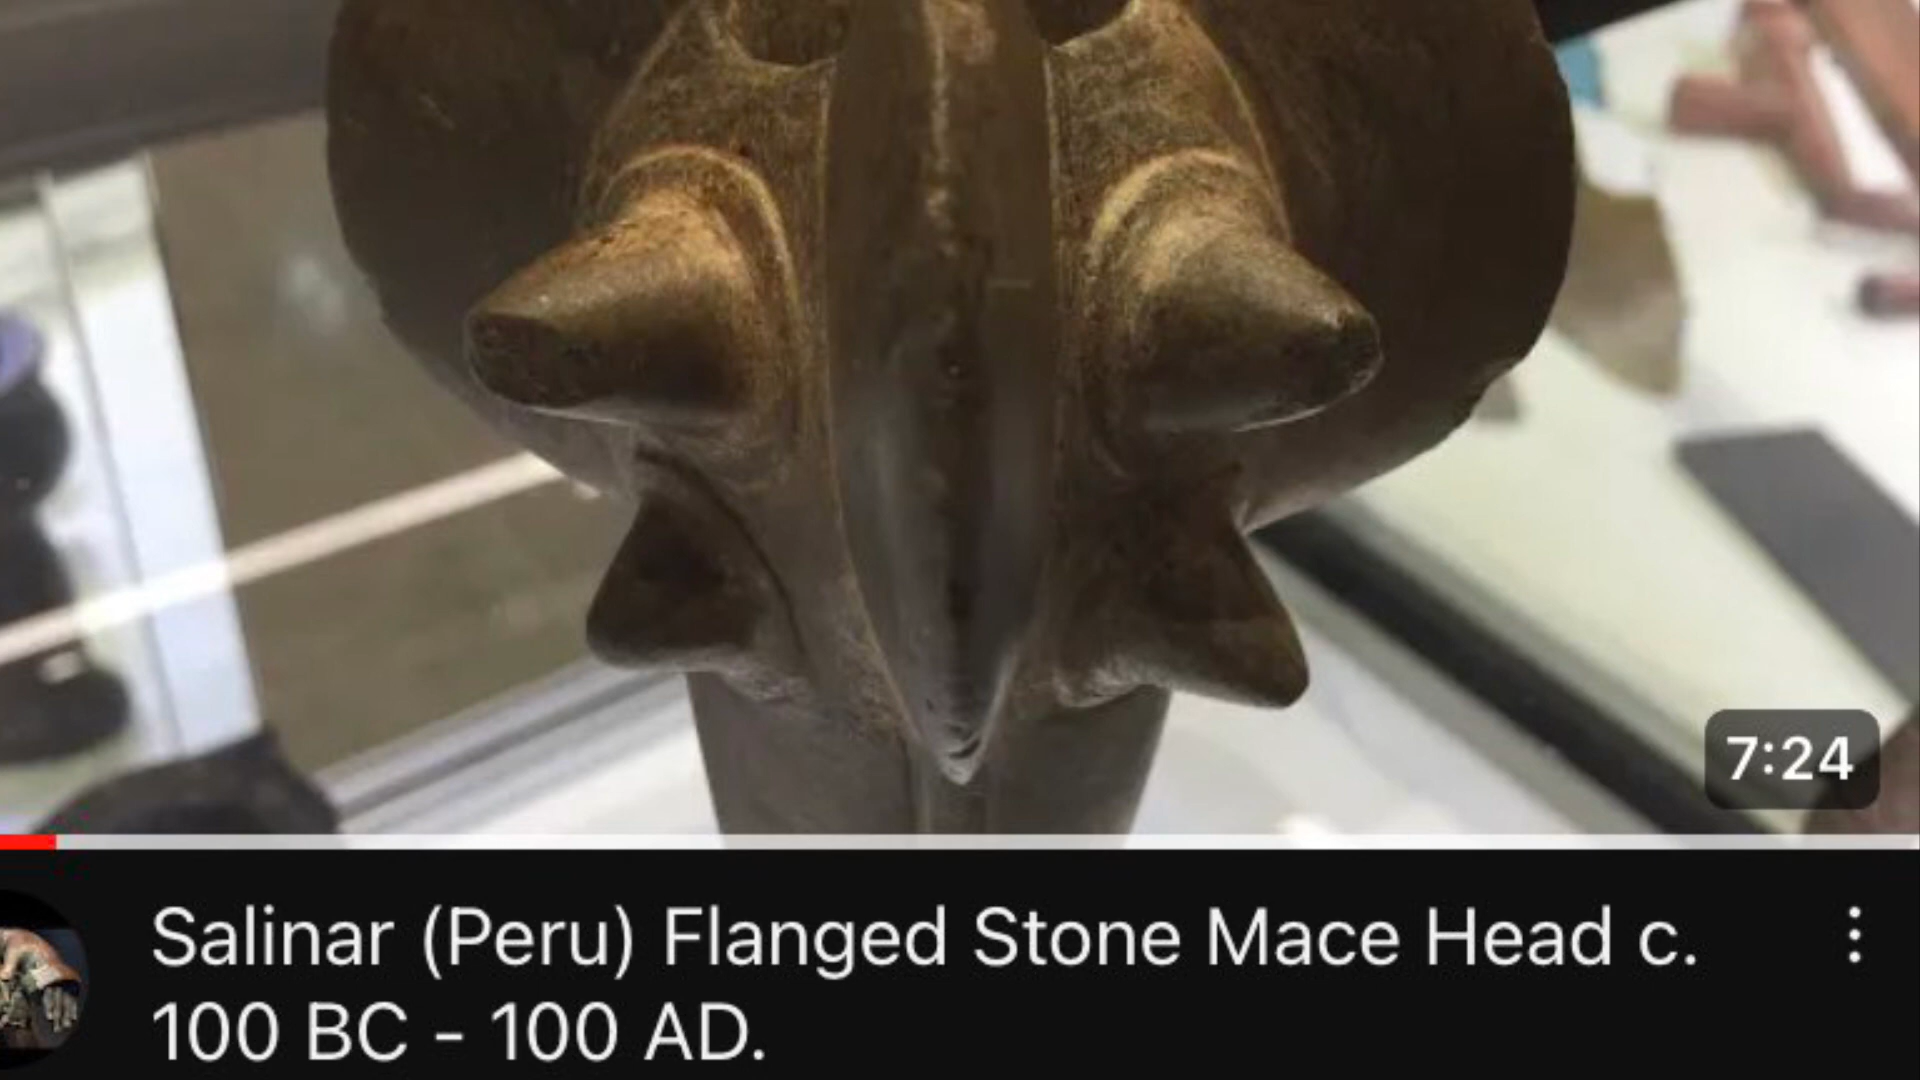 7:24
Salinar (Peru) Flanged Stone Mace Head c.
100 BC - 100 AD.